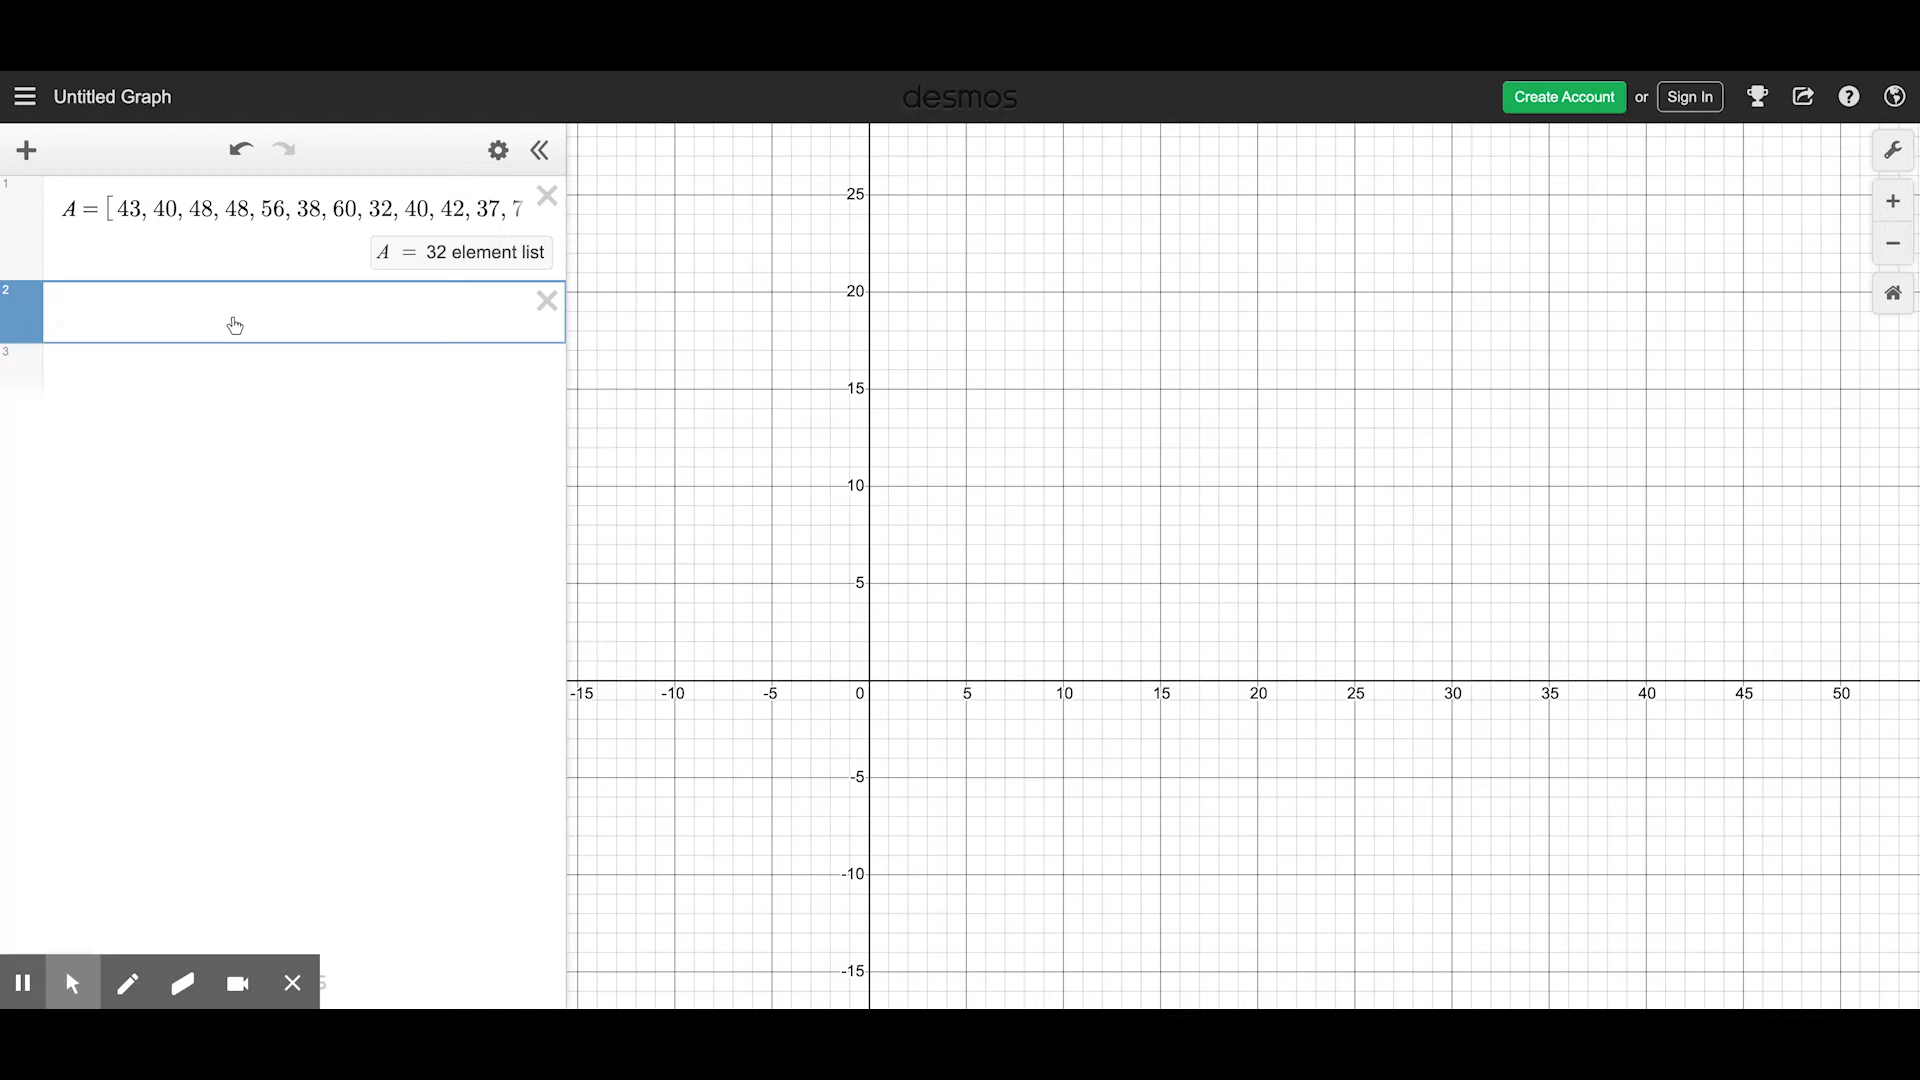 Untitled Graph
desmos
Create Account or Sign In
1
A = [ 43, 40, 48, 48, 56, 38, 60, 32, 40, 42, 37, 7
A = 32 element list
2
3
25
20
15
10
5
-15 -10 -5 0 5 10 15 20 25 30 35 40 45 50
-5
-10
-15